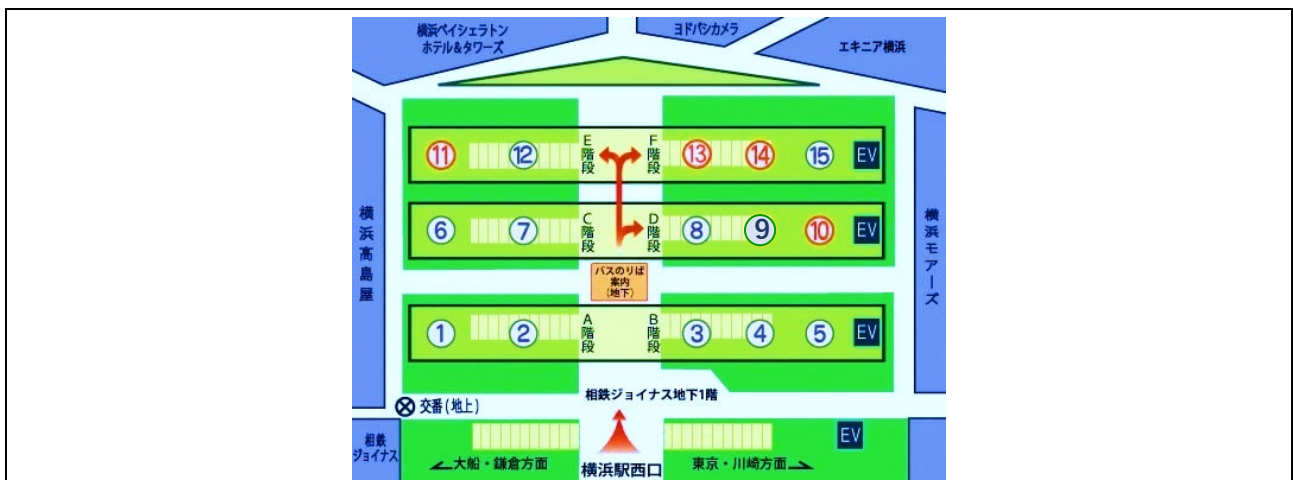 横浜ベイシェラトン
ホテル&タワーズ
ヨドバシカメラ
エキニア横浜
⑪
⑫
E階段
F階段
⑬
⑭
⑮
EV
横浜高島屋
⑥
⑦
C階段
D階段
⑧
9
⑩
EV
横浜モアーズ
バスのりば
案内
(地下)
①
②
A階段
B階段
③
④
⑤
EV
相鉄ジョイナス地下1階
交番(地上)
相鉄
ジョイナス
EV
大船・鎌倉方面
横浜駅西口
東京・川崎方面